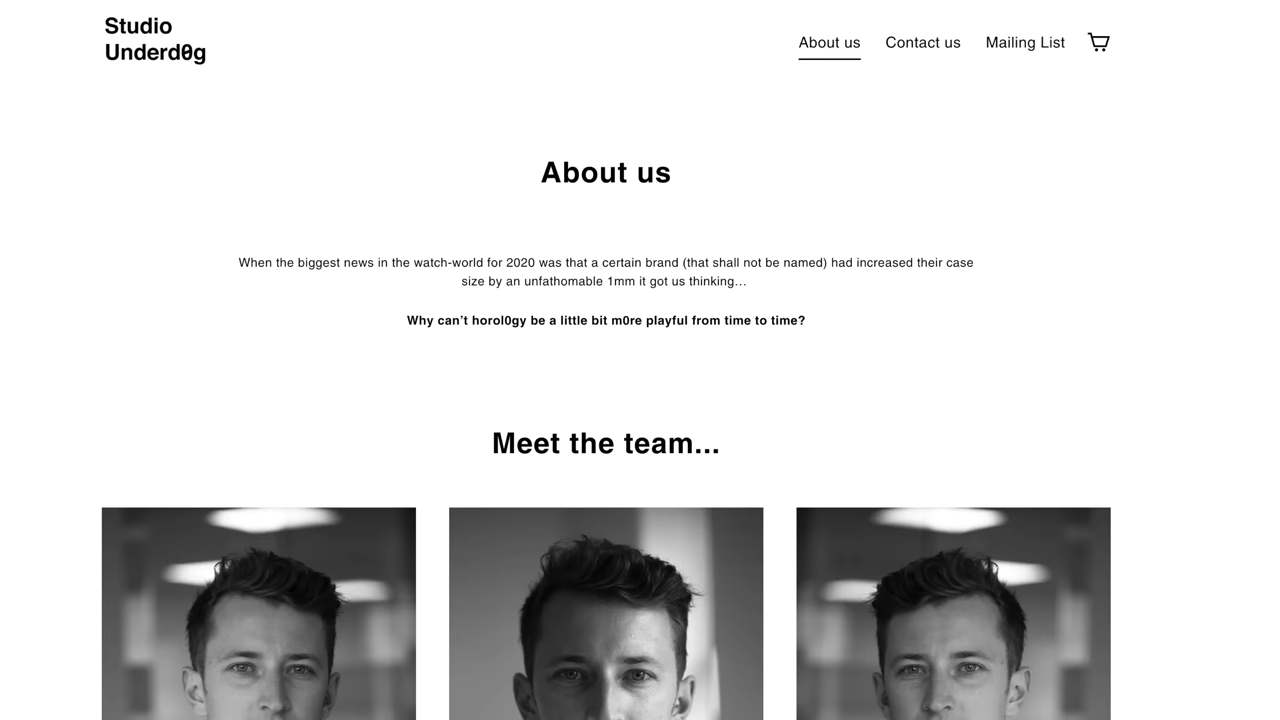 Studio
Underd0g
About us
Contact us
Mailing List
About us
When the biggest news in the watch-world for 2020 was that a certain brand (that shall not be named) had increased their case
size by an unfathomable 1mm it got us thinking…
Why can’t horol0gy be a little bit m0re playful from time to time?
Meet the team...